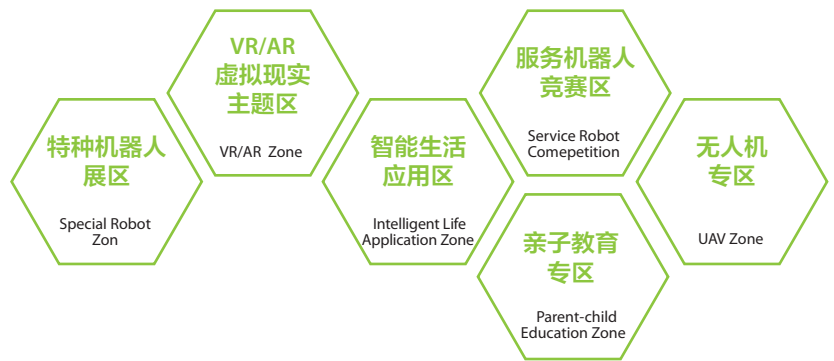 特种机器人
展区
Special Robot
Zon
VR/AR
虚拟现实
主题区
VR/AR Zone
智能生活
应用区
Intelligent Life
Application Zone
服务机器人
竞赛区
Service Robot
Comepetition
亲子教育
专区
Parent-child
Education Zone
无人机
专区
UAV Zone